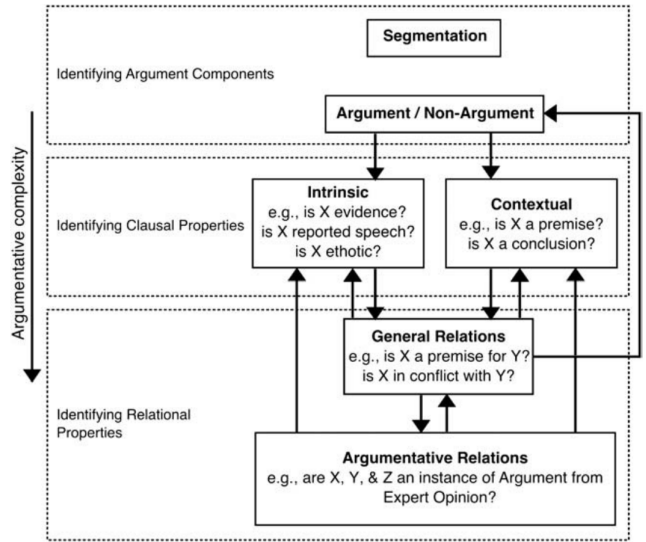 Segmentation
Identifying Argument Components
Argument / Non-Argument
Argumentative complexity
Identifying Clausal Properties
Intrinsic
e.g., is X evidence?
is X reported speech?
is X ethotic?
Contextual
e.g., is X a premise?
is X a conclusion?
Identifying Relational
Properties
General Relations
e.g., is X a premise for Y?
is X in conflict with Y?
Argumentative Relations
e.g., are X, Y, & Z an instance of Argument from
Expert Opinion?